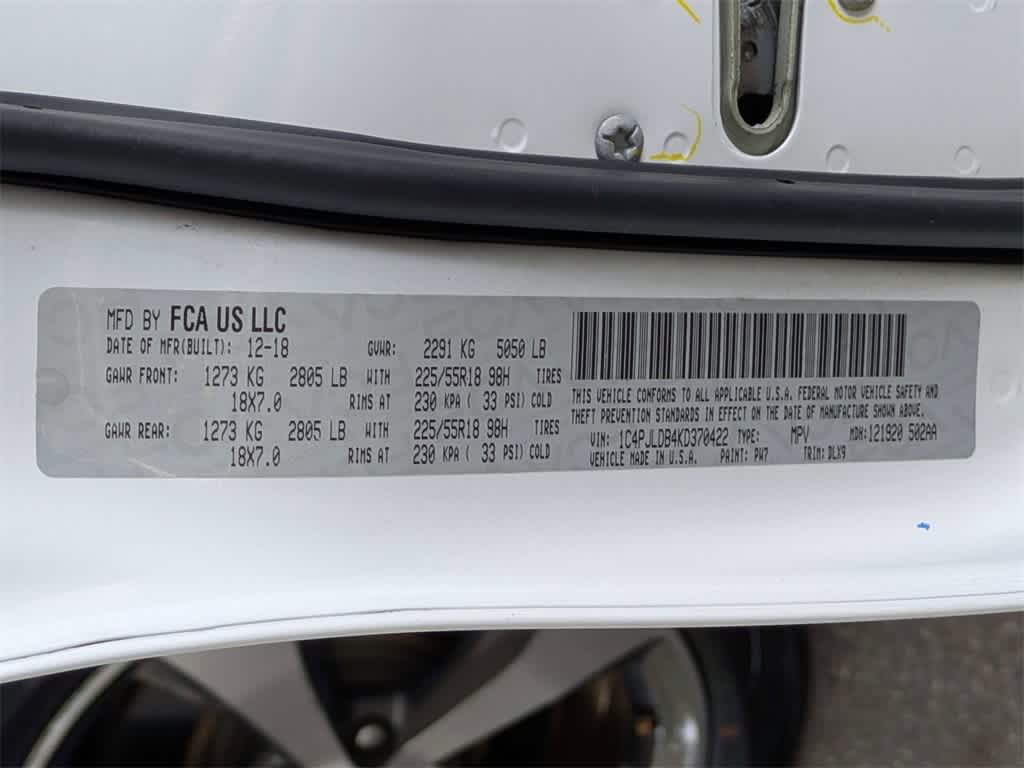 MFD BY FCA US LLC
DATE OF MFR(BUILT): 12-18 GVWR: 2291 KG 5050 LB
GAWR FRONT: 1273 KG 2805 LB WITH 225/55R18 98H TIRES
18X7.0 RIMS AT 230 KPA ( 33 PSI) COLD
GAWR REAR: 1273 KG 2805 LB WITH 225/55R18 98H TIRES
18X7.0 RIMS AT 230 KPA ( 33 PSI) COLD
THIS VEHICLE CONFORMS TO ALL APPLICABLE U.S.A. FEDERAL MOTOR VEHICLE SAFETY AND
THEFT PREVENTION STANDARDS IN EFFECT ON THE DATE OF MANUFACTURE SHOWN ABOVE.
VIN: 1C4PJLDB4KD370422 TYPE: MPV MDH:121920 502AA
VEHICLE MADE IN U.S.A. PAINT: PW7 TRIM: DLX9